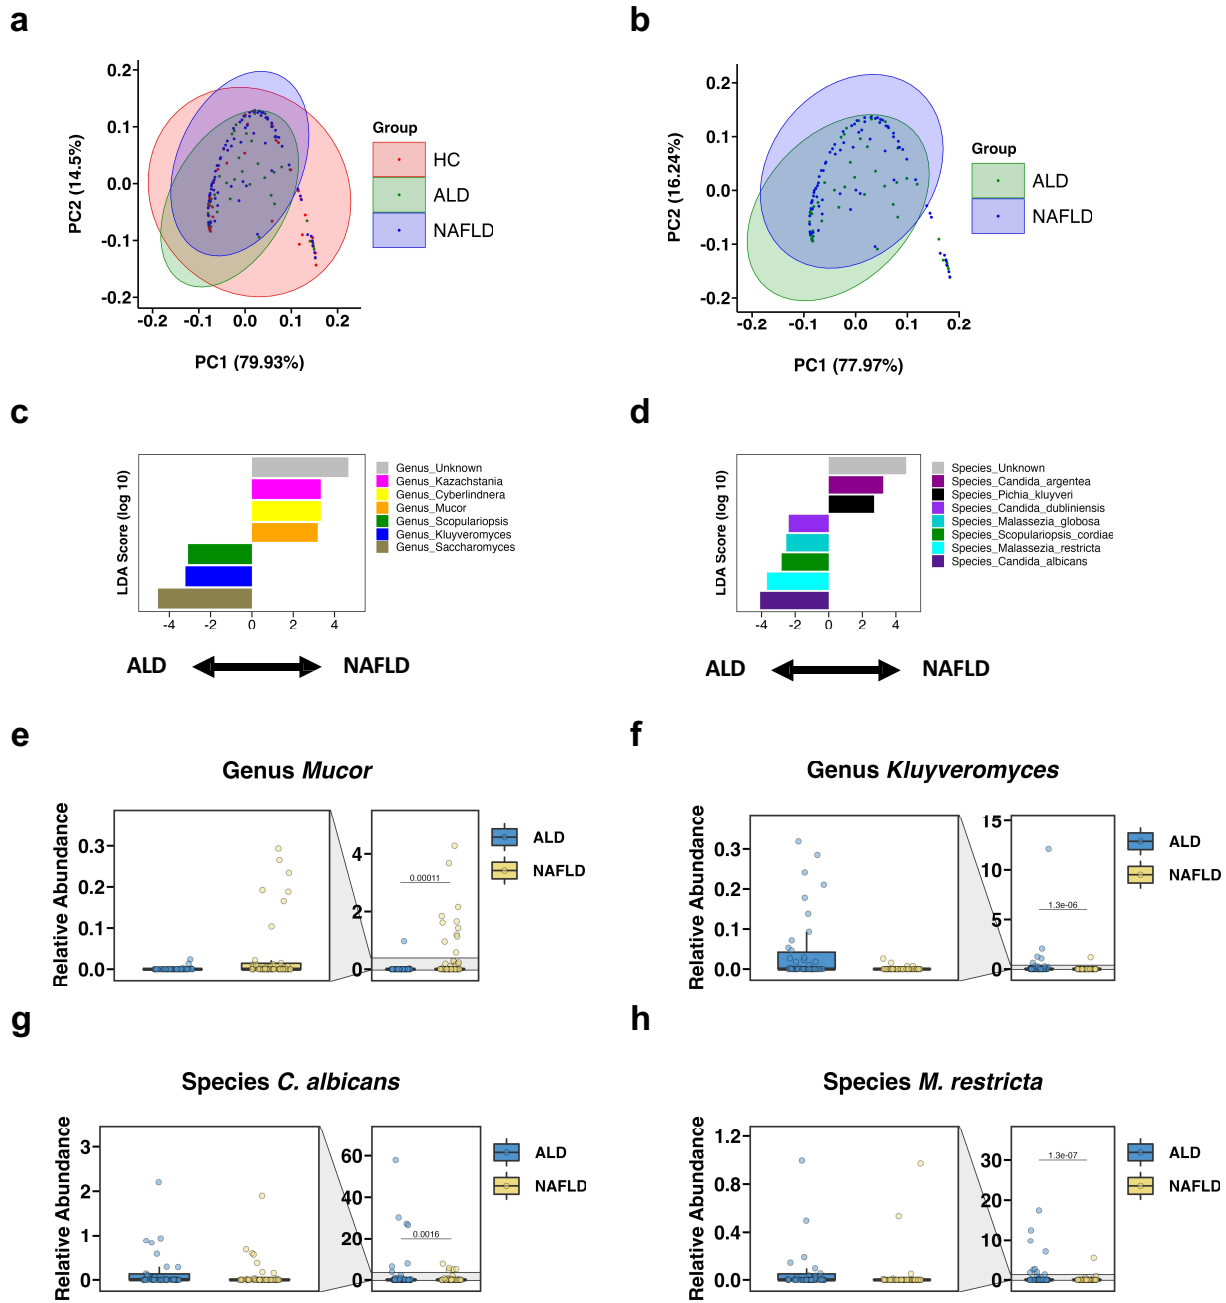 a
0.2
0.1
0.0
-0.1
-0.2
PC2 (14.5%)
-0.2 -0.1 0.0 0.1 0.2
PC1 (79.93%)
Group
HC
ALD
NAFLD
b
0.2
0.1
0.0
-0.1
-0.2
PC2 (16.24%)
-0.2 -0.1 0.0 0.1 0.2
PC1 (77.97%)
Group
ALD
NAFLD
c
LDA Score (log 10)
-4 -2 0 2 4
Genus_Unknown
Genus_Kazachstania
Genus_Cyberlindnera
Genus_Mucor
Genus_Scopulariopsis
Genus_Kluyveromyces
Genus_Saccharomyces
ALD NAFLD
d
LDA Score (log 10)
-4 -2 0 2 4
Species_Unknown
Species_Candida_argentea
Species_Pichia_kluyveri
Species_Candida_dubliniensis
Species_Malassezia_globosa
Species_Scopulariopsis_cordiae
Species_Malassezia_restricta
Species_Candida_albicans
ALD NAFLD
e
Genus Mucor
Relative Abundance
0.3
0.2
0.1
0.0
4
2
0
0.00011
ALD
NAFLD
f
Genus Kluyveromyces
Relative Abundance
0.3
0.2
0.1
0.0
15
10
5
0
1.3e-06
ALD
NAFLD
g
Species C. albicans
Relative Abundance
3
2
1
0
60
40
20
0
0.0016
ALD
NAFLD
h
Species M. restricta
Relative Abundance
1.2
0.8
0.4
0.0
30
20
10
0
1.3e-07
ALD
NAFLD